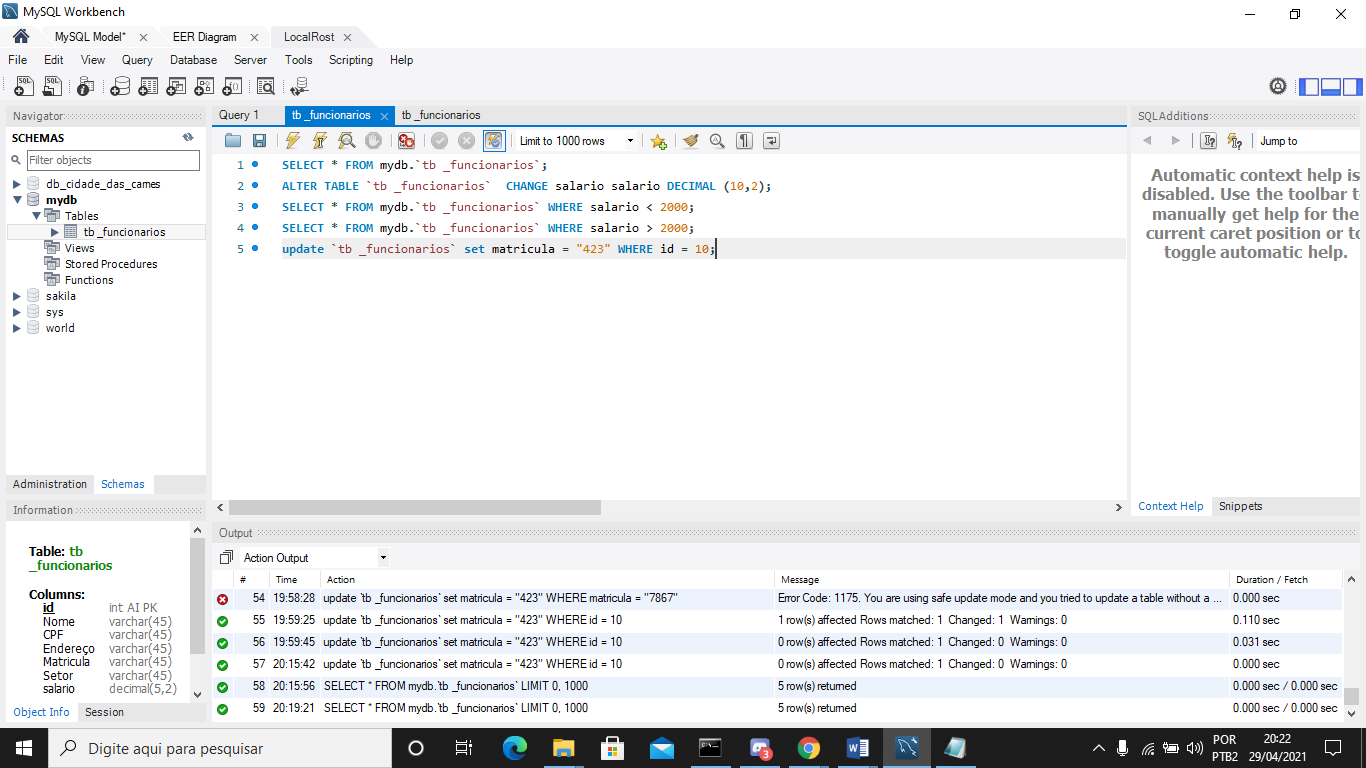 MySQL Workbench
MySQL Model* EER Diagram LocalRost
File Edit View Query Database Server Tools Scripting Help
Navigator
SCHEMAS
Filter objects
db_cidade_das_carnes
mydb
Tables
tb _funcionarios
Views
Stored Procedures
Functions
sakila
sys
world
Administration Schemas
Information
Table: tb
_funcionarios
Columns:
id int AI PK
Nome varchar(45)
CPF varchar(45)
Endereço varchar(45)
Matricula varchar(45)
Setor varchar(45)
salario decimal(5,2)
Object Info Session
Query 1 tb _funcionarios tb _funcionarios
Limit to 1000 rows
1 SELECT * FROM mydb.`tb _funcionarios`;
2 ALTER TABLE `tb _funcionarios` CHANGE salario salario DECIMAL (10,2);
3 SELECT * FROM mydb.`tb _funcionarios` WHERE salario < 2000;
4 SELECT * FROM mydb.`tb _funcionarios` WHERE salario > 2000;
5 update `tb _funcionarios` set matricula = "423" WHERE id = 10;
SQLAdditions
Jump to
Automatic context help is
disabled. Use the toolbar to
manually get help for the
current caret position or to
toggle automatic help.
Context Help Snippets
Output
Action Output
# Time Action Message Duration / Fetch
54 19:58:28 update `tb _funcionarios` set matricula = "423" WHERE matricula = "7867" Error Code: 1175. You are using safe update mode and you tried to update a table without a ... 0.000 sec
55 19:59:25 update `tb _funcionarios` set matricula = "423" WHERE id = 10 1 row(s) affected Rows matched: 1 Changed: 1 Warnings: 0 0.110 sec
56 19:59:45 update `tb _funcionarios` set matricula = "423" WHERE id = 10 0 row(s) affected Rows matched: 1 Changed: 0 Warnings: 0 0.031 sec
57 20:15:42 update `tb _funcionarios` set matricula = "423" WHERE id = 10 0 row(s) affected Rows matched: 1 Changed: 0 Warnings: 0 0.000 sec
58 20:15:56 SELECT * FROM mydb.`tb _funcionarios` LIMIT 0, 1000 5 row(s) returned 0.000 sec / 0.000 sec
59 20:19:21 SELECT * FROM mydb.`tb _funcionarios` LIMIT 0, 1000 5 row(s) returned 0.000 sec / 0.000 sec
Digite aqui para pesquisar
3
POR
PTB2
20:22
29/04/2021